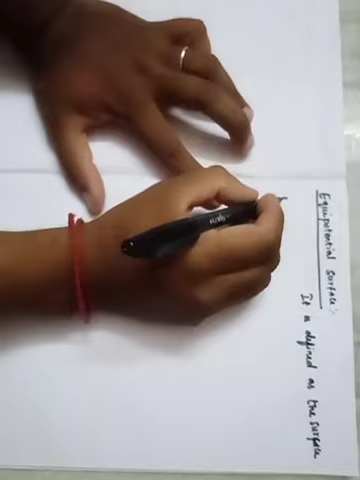 Equipotential surface:-
It is defined as the surface